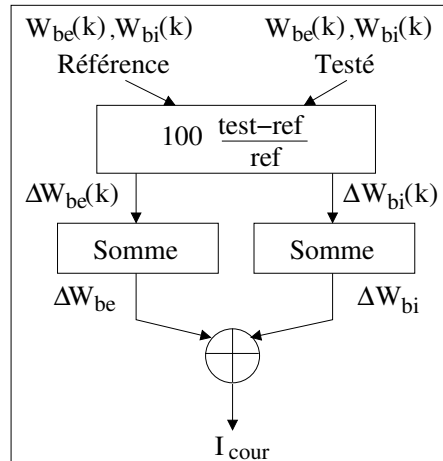 W_be(k),W_bi(k) W_be(k),W_bi(k)
Référence Testé
100 test−ref
ref
ΔW_be(k) ΔW_bi(k)
Somme Somme
ΔW_be ΔW_bi
I_cour